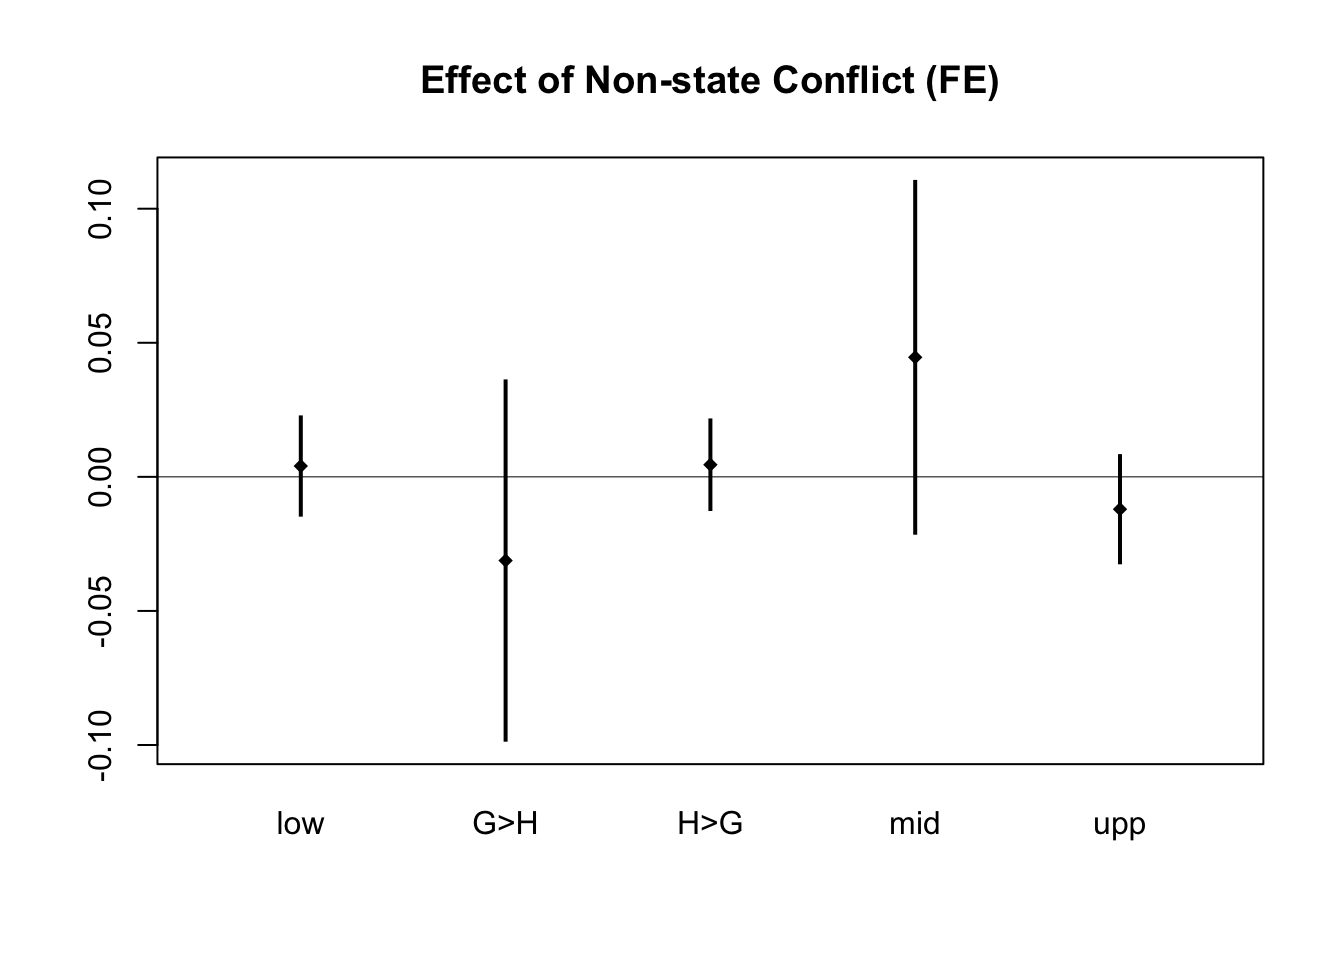 Effect of Non-state Conflict (FE)
0.10
0.05
0.00
-0.05
-0.10
low G>H H>G mid upp